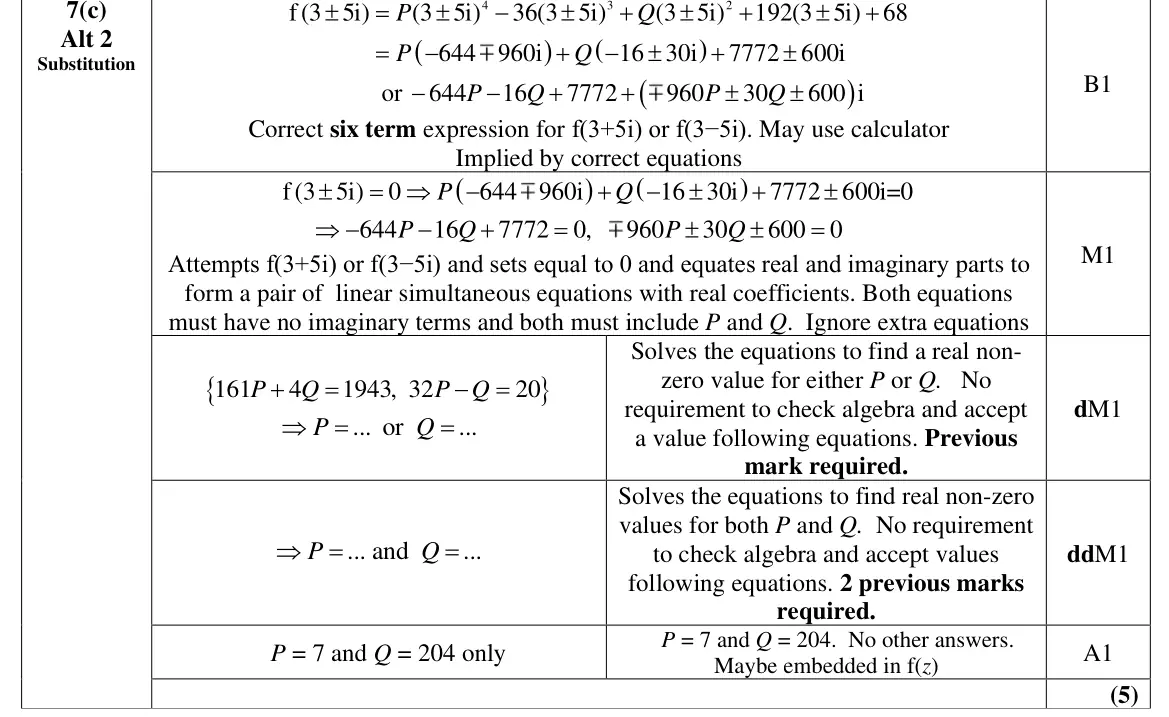 7(c)
Alt 2
Substitution
f(3±5i) = P(3±5i)⁴ −36(3±5i)³ +Q(3±5i)² +192(3±5i)+68
= P(−644∓960i)+Q(−16±30i)+7772±600i
or −644P−16Q+7772+(∓960P±30Q±600)i
Correct six term expression for f(3+5i) or f(3−5i). May use calculator
Implied by correct equations
B1
f(3±5i) = 0 ⇒ P(−644∓960i)+Q(−16±30i)+7772±600i=0
⇒ −644P−16Q+7772 = 0, ∓960P±30Q±600 = 0
Attempts f(3+5i) or f(3−5i) and sets equal to 0 and equates real and imaginary parts to
form a pair of linear simultaneous equations with real coefficients. Both equations
must have no imaginary terms and both must include P and Q. Ignore extra equations
M1
{161P+4Q =1943, 32P−Q = 20}
⇒ P = ... or Q = ...
Solves the equations to find a real non-
zero value for either P or Q. No
requirement to check algebra and accept
a value following equations. Previous
mark required.
dM1
⇒ P = ... and Q = ...
Solves the equations to find real non-zero
values for both P and Q. No requirement
to check algebra and accept values
following equations. 2 previous marks
required.
ddM1
P = 7 and Q = 204 only
P = 7 and Q = 204. No other answers.
Maybe embedded in f(z)
A1
(5)